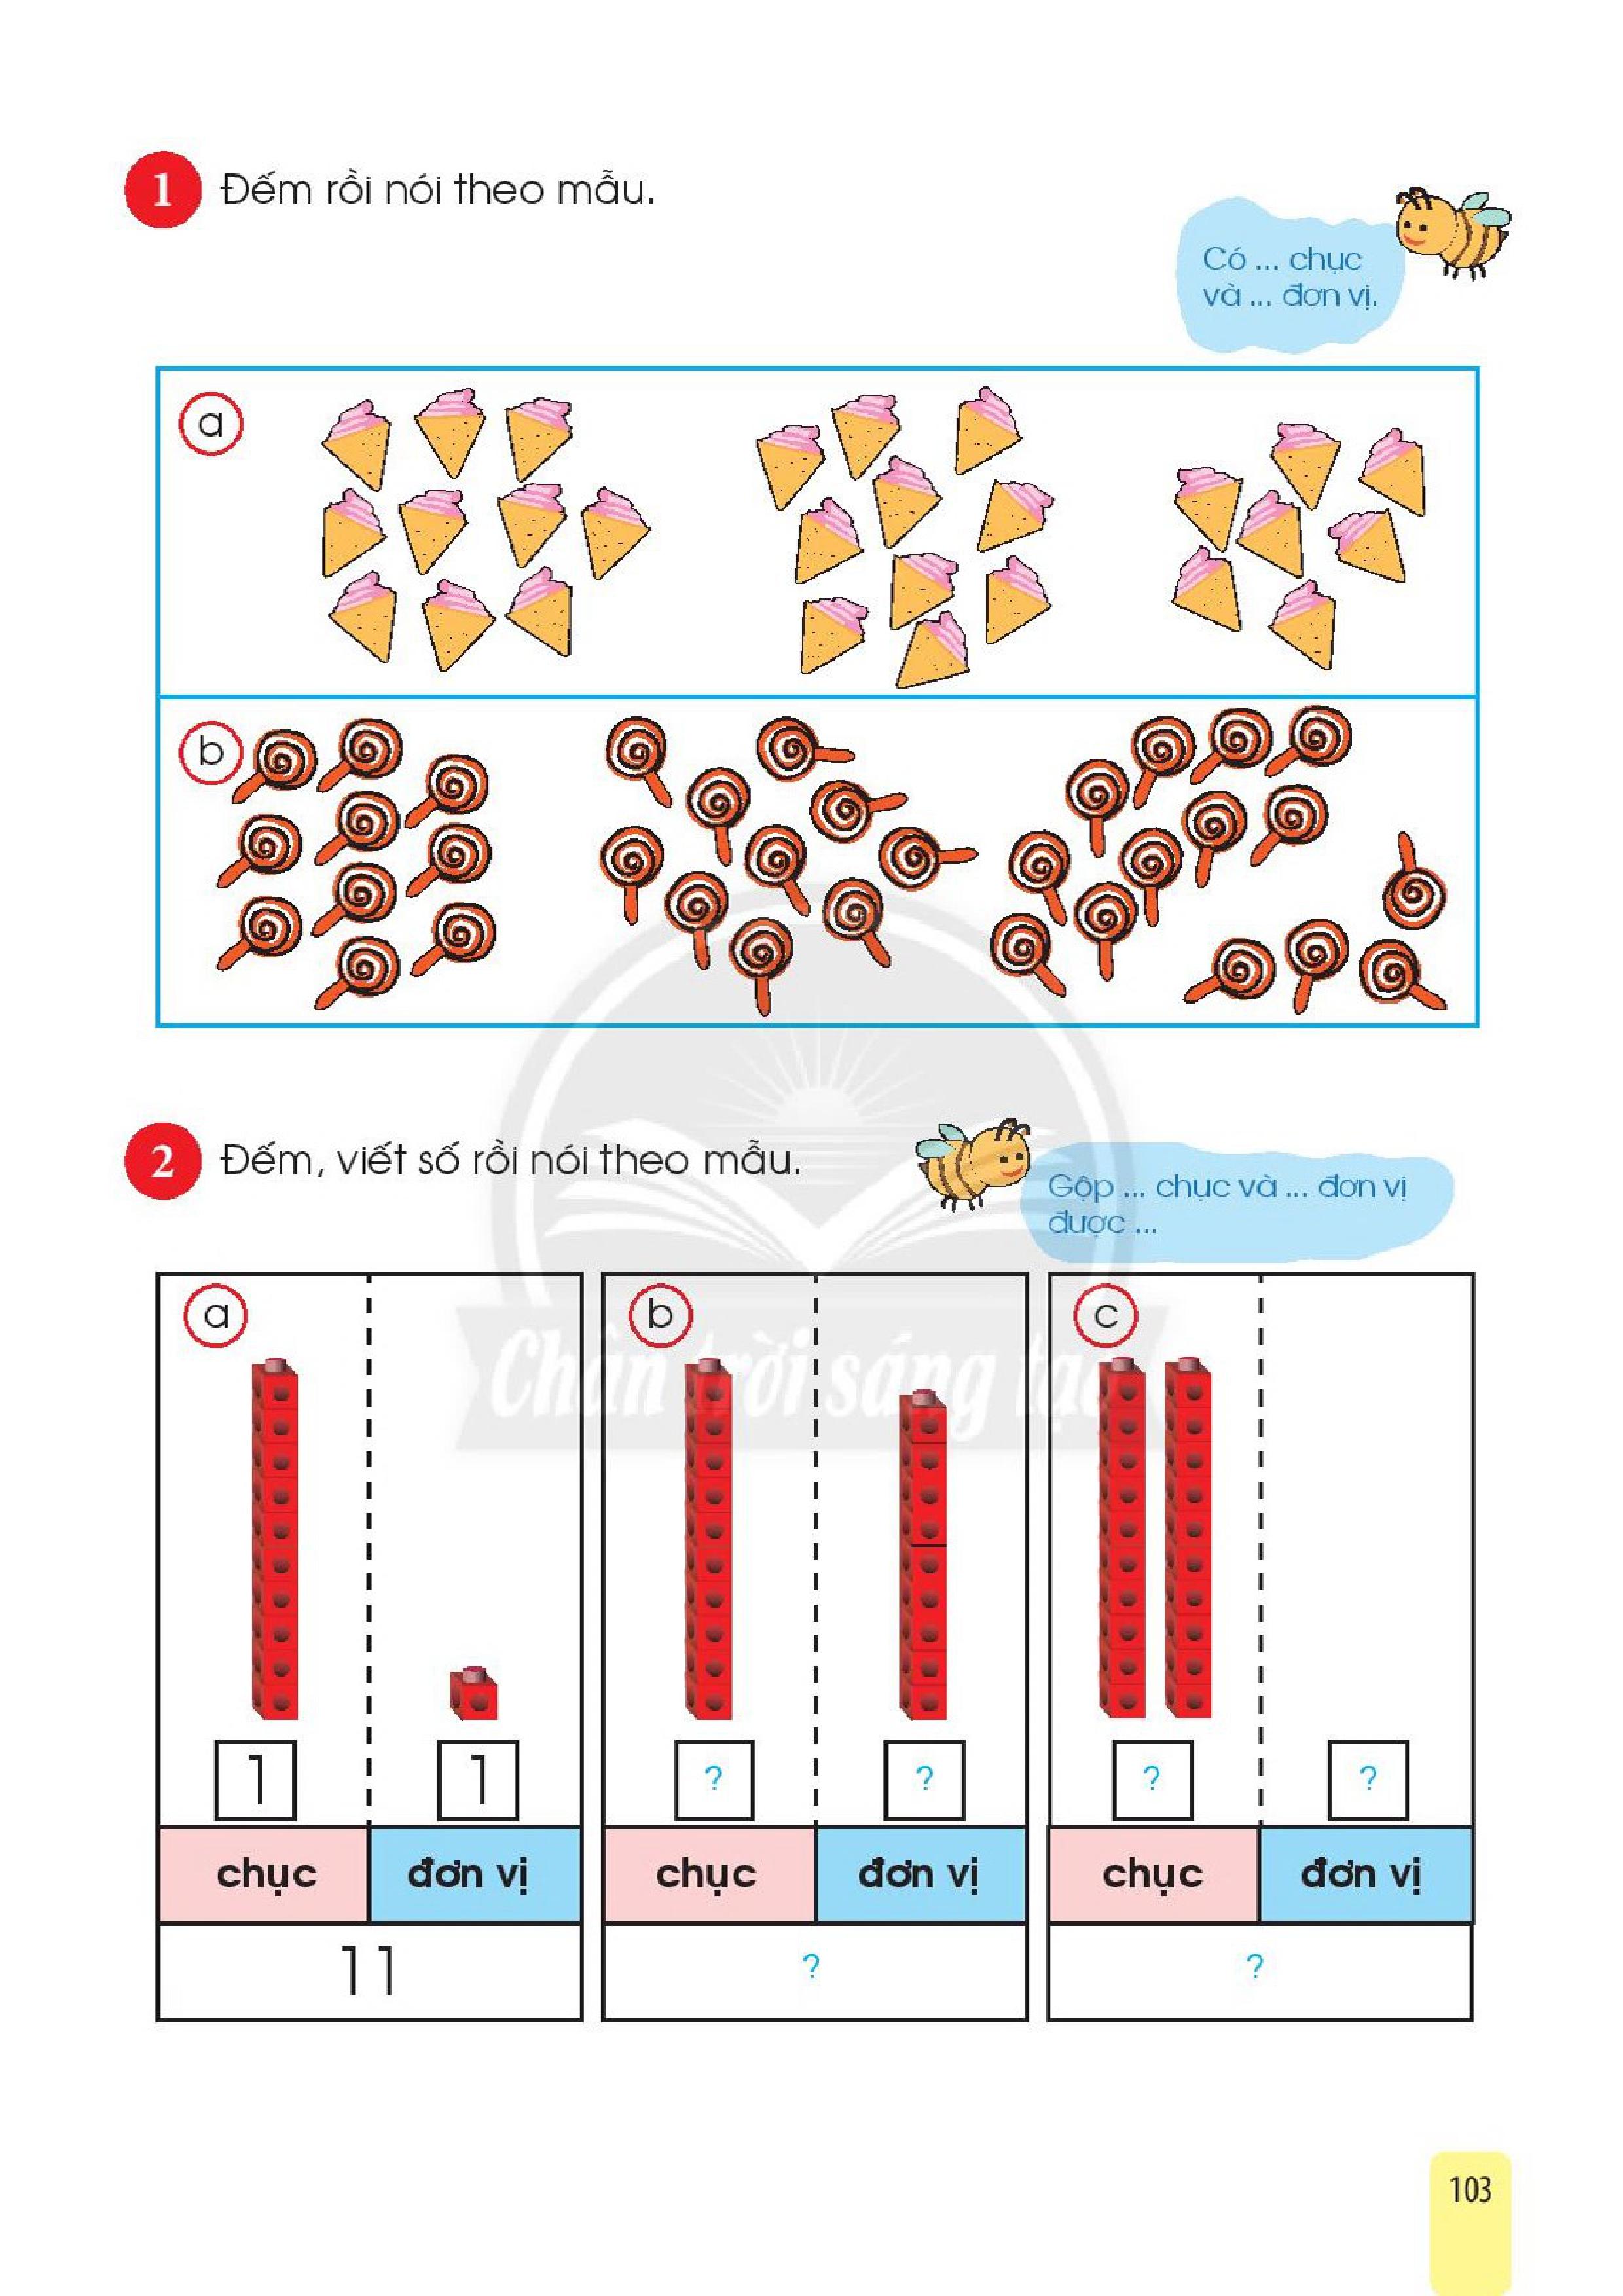 1 Đếm rồi nói theo mẫu.
Có ... chục
và ... đơn vị.
a
b
2 Đếm, viết số rồi nói theo mẫu.
Gộp ... chục và ... đơn vị
được ...
Chân trời sáng tạo
a b c
1 1 ? ? ? ?
chục đơn vị chục đơn vị chục đơn vị
11 ? ?
103